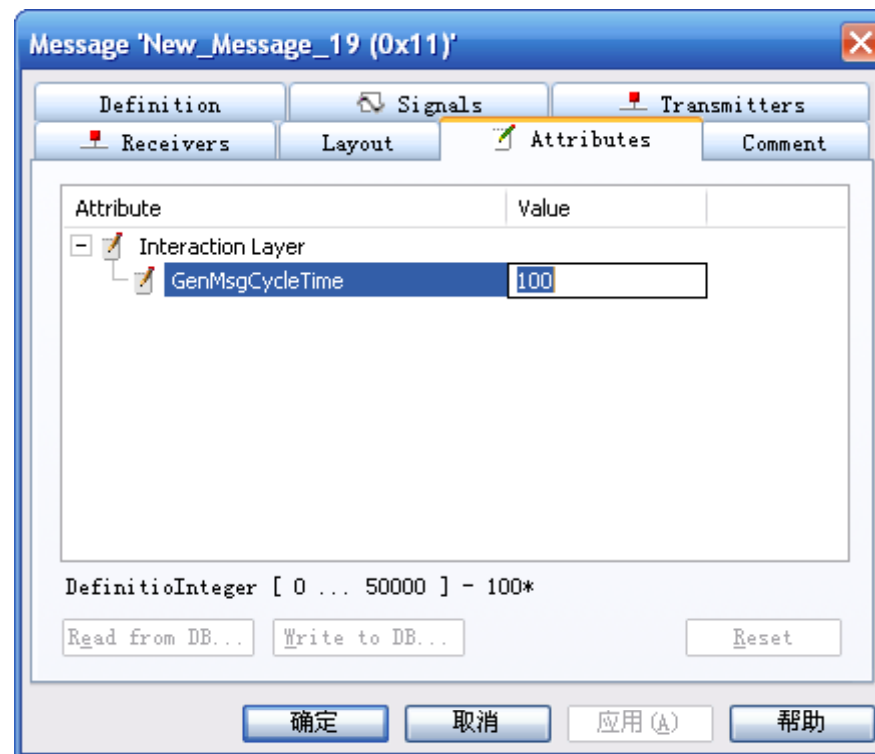 Message 'New_Message_19 (0x11)'
Definition Signals Transmitters
Receivers Layout Attributes Comment
Attribute Value
Interaction Layer
GenMsgCycleTime 100
DefinitioInteger [ 0 ... 50000 ] - 100*
Read from DB... Write to DB... Reset
确定 取消 应用(A) 帮助